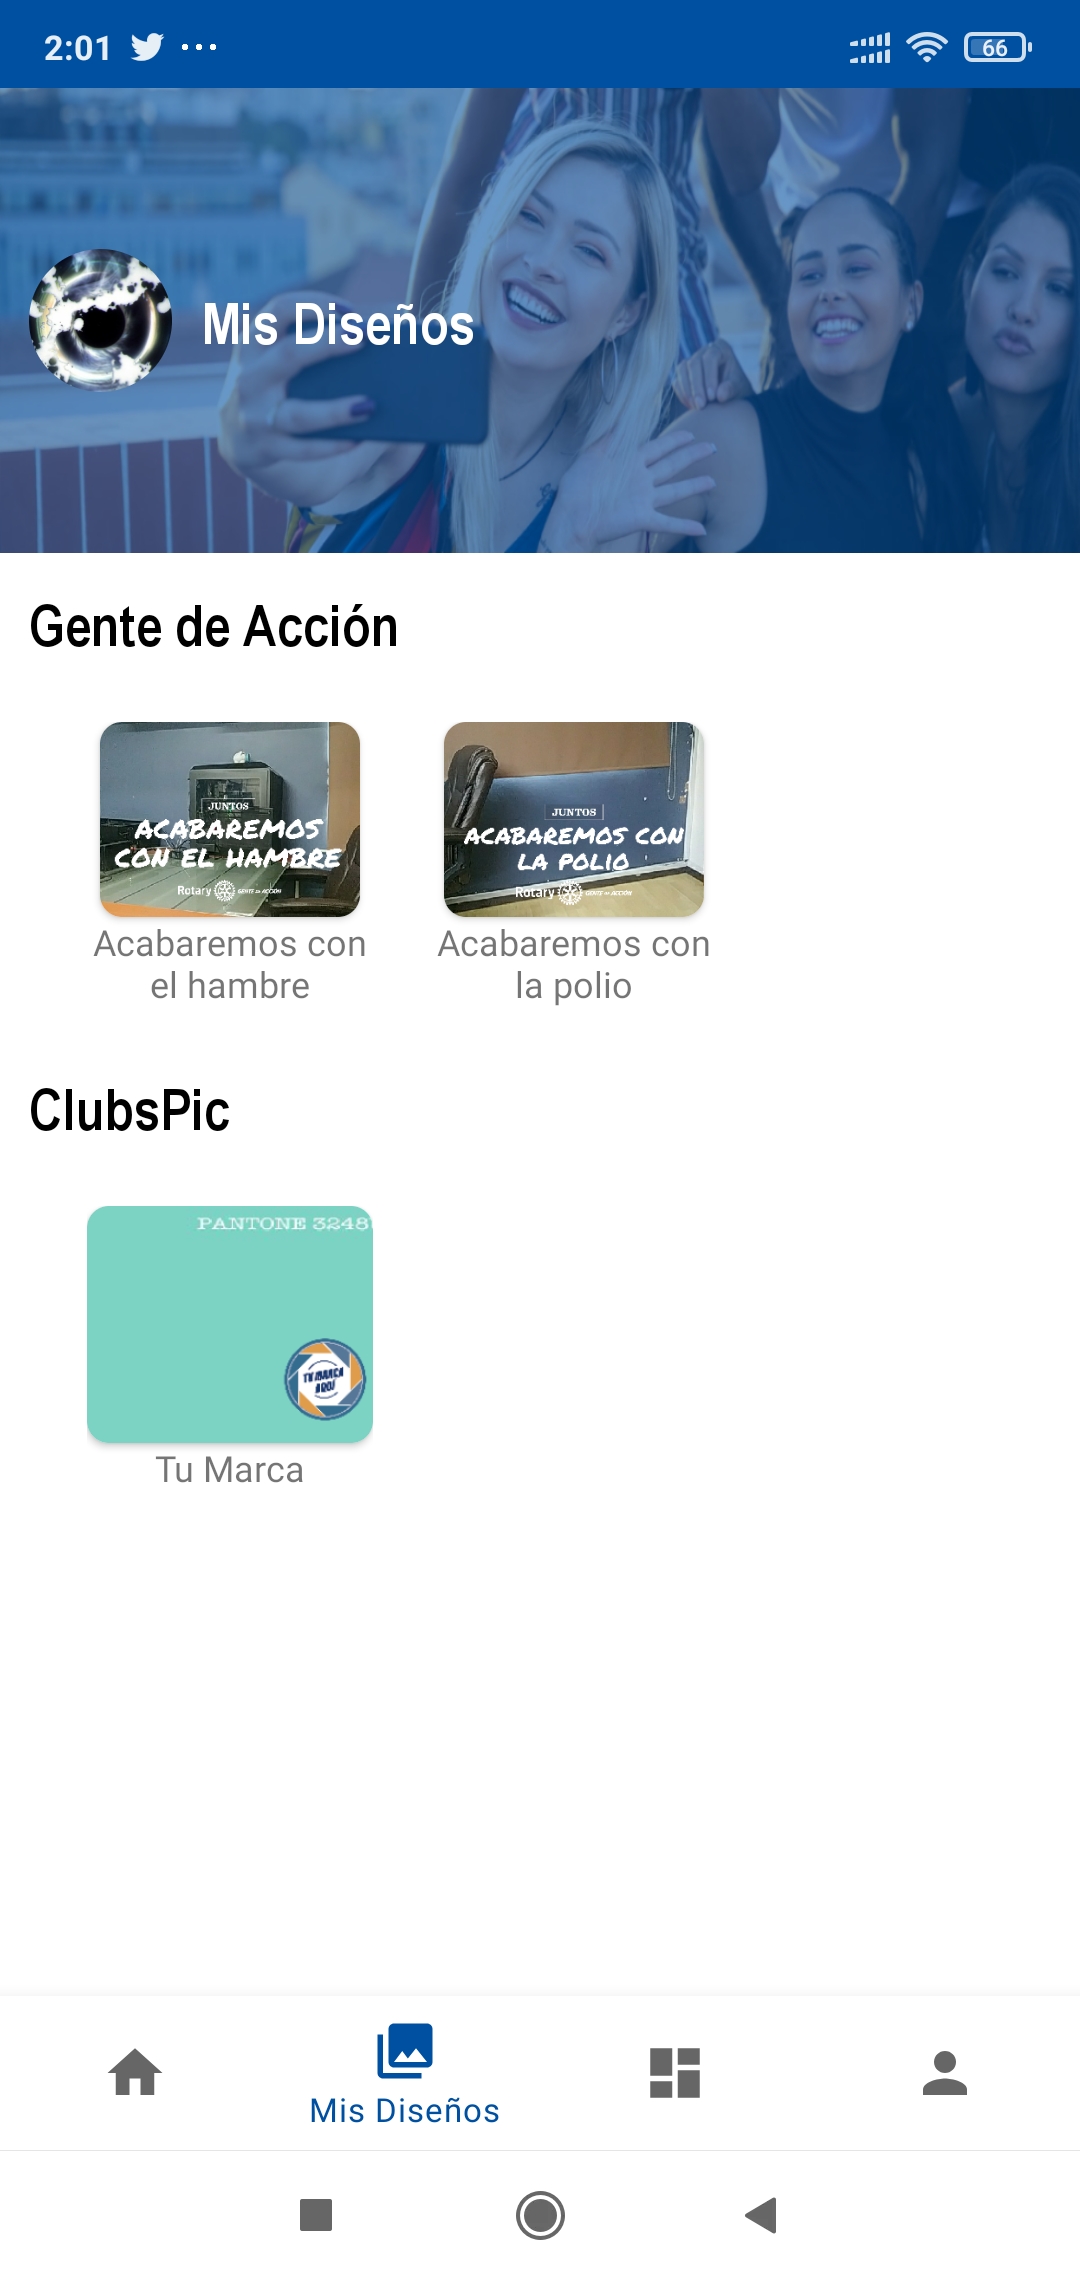 2:01
66
Mis Diseños
Gente de Acción
JUNTOS
ACABAREMOS
CON EL HAMBRE
Rotary GENTE DE ACCIÓN
JUNTOS
ACABAREMOS CON
LA POLIO
Rotary GENTE DE ACCIÓN
Acabaremos con
el hambre
Acabaremos con
la polio
ClubsPic
PANTONE 3248
TU MARCA
AQUÍ
Tu Marca
Mis Diseños